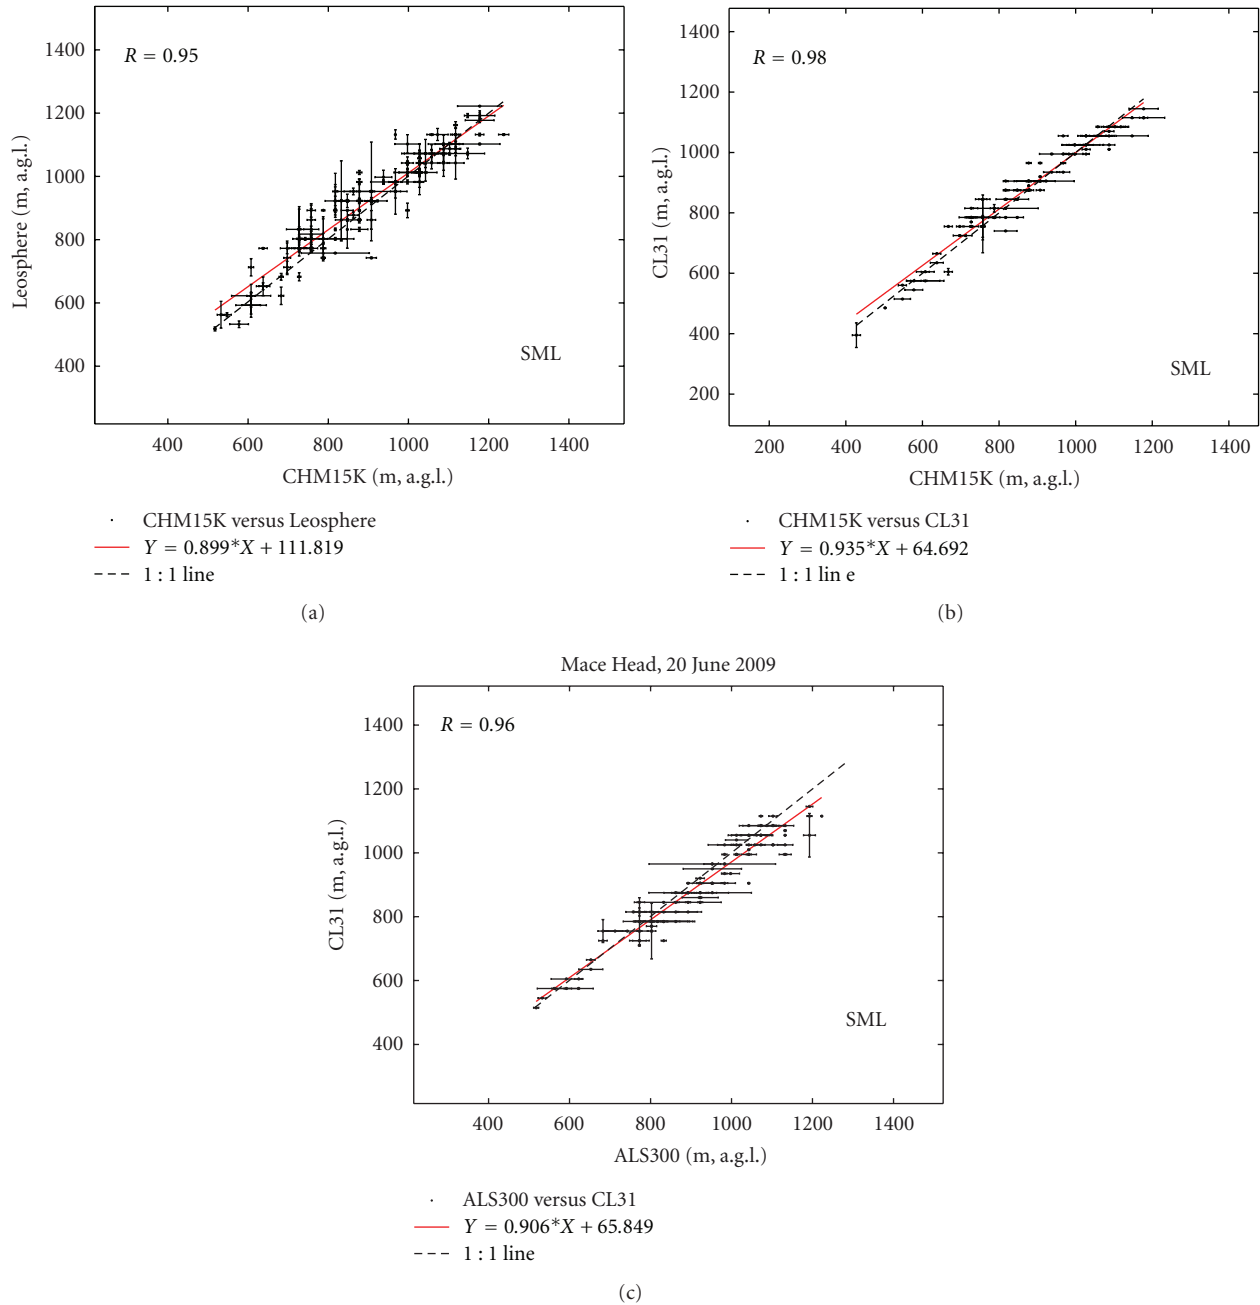 R = 0.95
1400
1200
1000
800
600
400
Leosphere (m, a.g.l.)
SML
400 600 800 1000 1200 1400
CHM15K (m, a.g.l.)
CHM15K versus Leosphere
Y = 0.899*X + 111.819
1 : 1 line
(a)
R = 0.98
1400
1200
1000
800
600
400
200
CL31 (m, a.g.l.)
SML
200 400 600 800 1000 1200 1400
CHM15K (m, a.g.l.)
CHM15K versus CL31
Y = 0.935*X + 64.692
1 : 1 lin e
(b)
Mace Head, 20 June 2009
R = 0.96
1400
1200
1000
800
600
400
CL31 (m, a.g.l.)
SML
400 600 800 1000 1200 1400
ALS300 (m, a.g.l.)
ALS300 versus CL31
Y = 0.906*X + 65.849
1 : 1 line
(c)